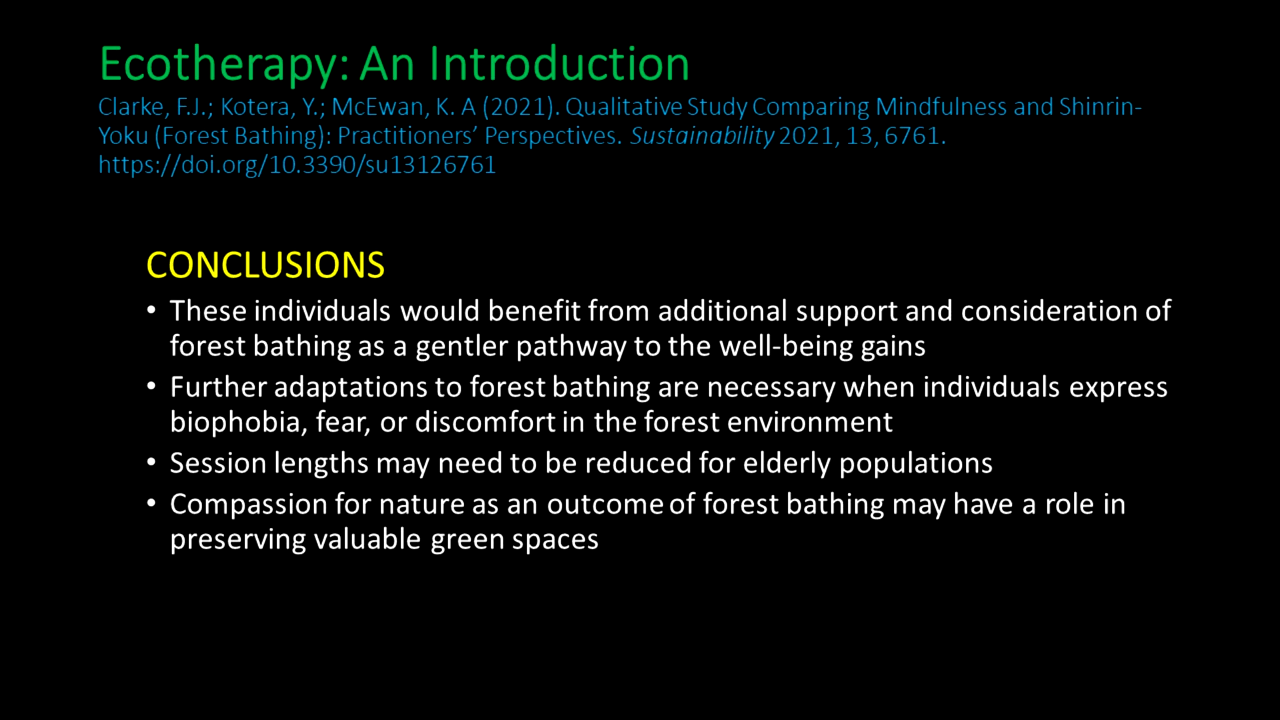 Ecotherapy: An Introduction
Clarke, F.J.; Kotera, Y.; McEwan, K. A (2021). Qualitative Study Comparing Mindfulness and Shinrin-
Yoku (Forest Bathing): Practitioners’ Perspectives. Sustainability 2021, 13, 6761.
https://doi.org/10.3390/su13126761
CONCLUSIONS
• These individuals would benefit from additional support and consideration of
forest bathing as a gentler pathway to the well-being gains
• Further adaptations to forest bathing are necessary when individuals express
biophobia, fear, or discomfort in the forest environment
• Session lengths may need to be reduced for elderly populations
• Compassion for nature as an outcome of forest bathing may have a role in
preserving valuable green spaces